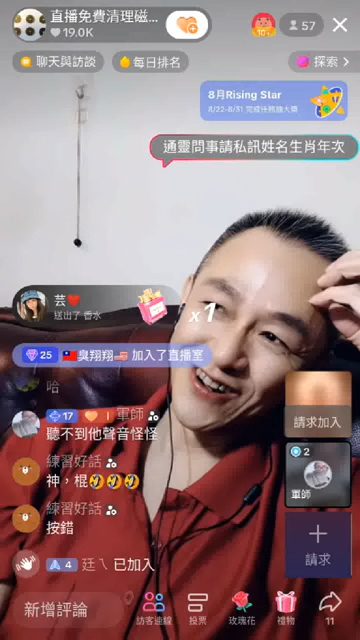 直播免費清理磁...
19.0K
10+
57
聊天與訪談
每日排名
探索
8月Rising Star
8/22-8/31 完成任務抽大獎
通靈問事請私訊姓名生肖年次
芸❤️
送出了 香水
x1
25 🇹🇼臭翔翔🇺🇸 加入了直播室
哈
17 軍師
聽不到他聲音怪怪
練習好話
神，棍🤣🤣🤣
練習好話
按錯
4 廷ㄟ 已加入
請求加入
2
軍師
+
請求
新增評論
訪客連線
投票
玫瑰花
禮物
11